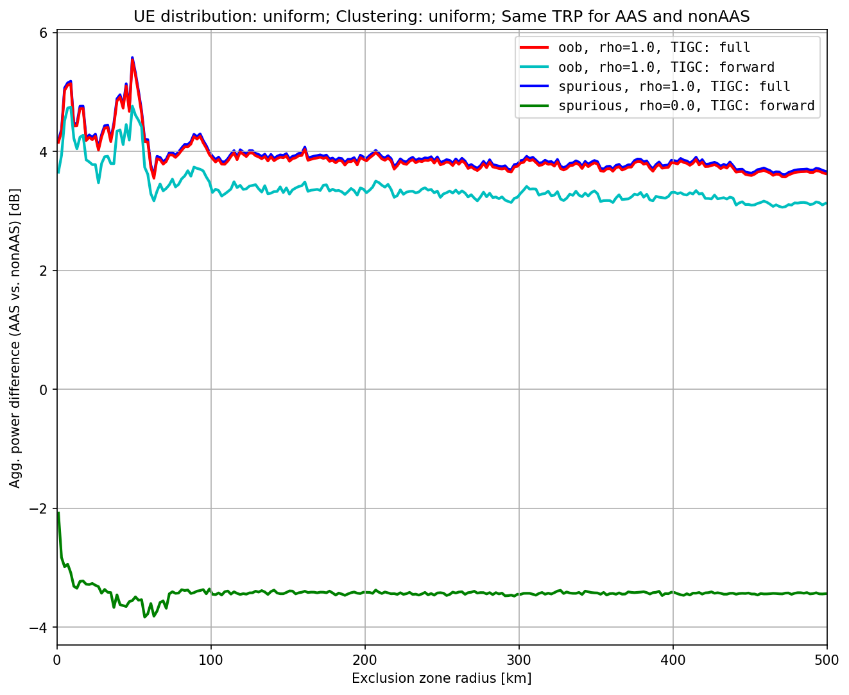 UE distribution: uniform; Clustering: uniform; Same TRP for AAS and nonAAS
oob, rho=1.0, TIGC: full
oob, rho=1.0, TIGC: forward
spurious, rho=1.0, TIGC: full
spurious, rho=0.0, TIGC: forward
Agg. power difference (AAS vs. nonAAS) [dB]
6
4
2
0
−2
−4
0 100 200 300 400 500
Exclusion zone radius [km]